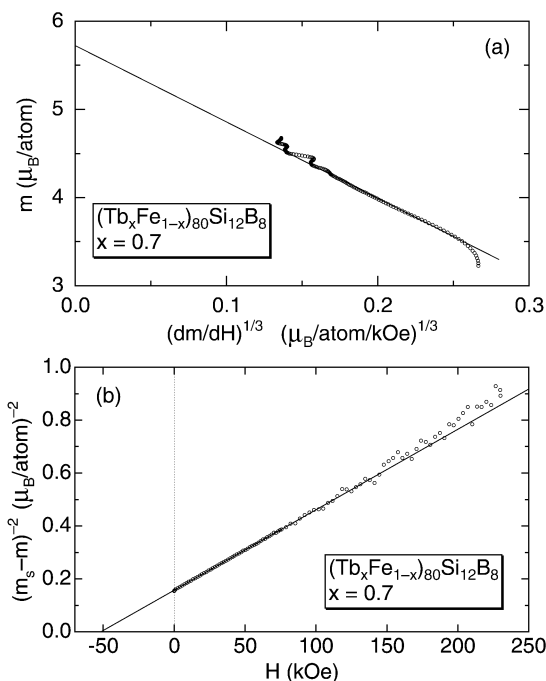 6
5
4
3
m (μB/atom)
(a)
(TbxFe1−x)80Si12B8
x = 0.7
0.0 0.1 0.2 0.3
(dm/dH)1/3 (μB/atom/kOe)1/3
1.0
0.8
0.6
0.4
0.2
0.0
(ms−m)−2 (μB/atom)−2
(b)
(TbxFe1−x)80Si12B8
x = 0.7
-50 0 50 100 150 200 250
H (kOe)